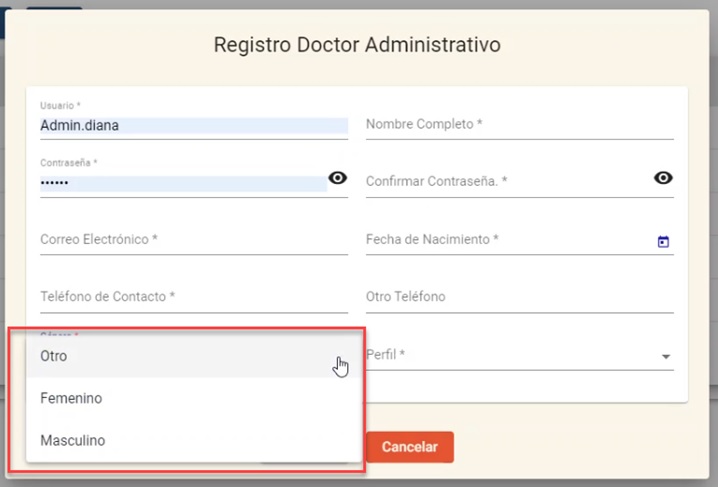 Registro Doctor Administrativo
Usuario *
Admin.diana
Nombre Completo *
Contraseña *
••••••
Confirmar Contraseña. *
Correo Electrónico *
Fecha de Nacimiento *
Teléfono de Contacto *
Otro Teléfono
Otro
Perfil *
Femenino
Masculino
Cancelar